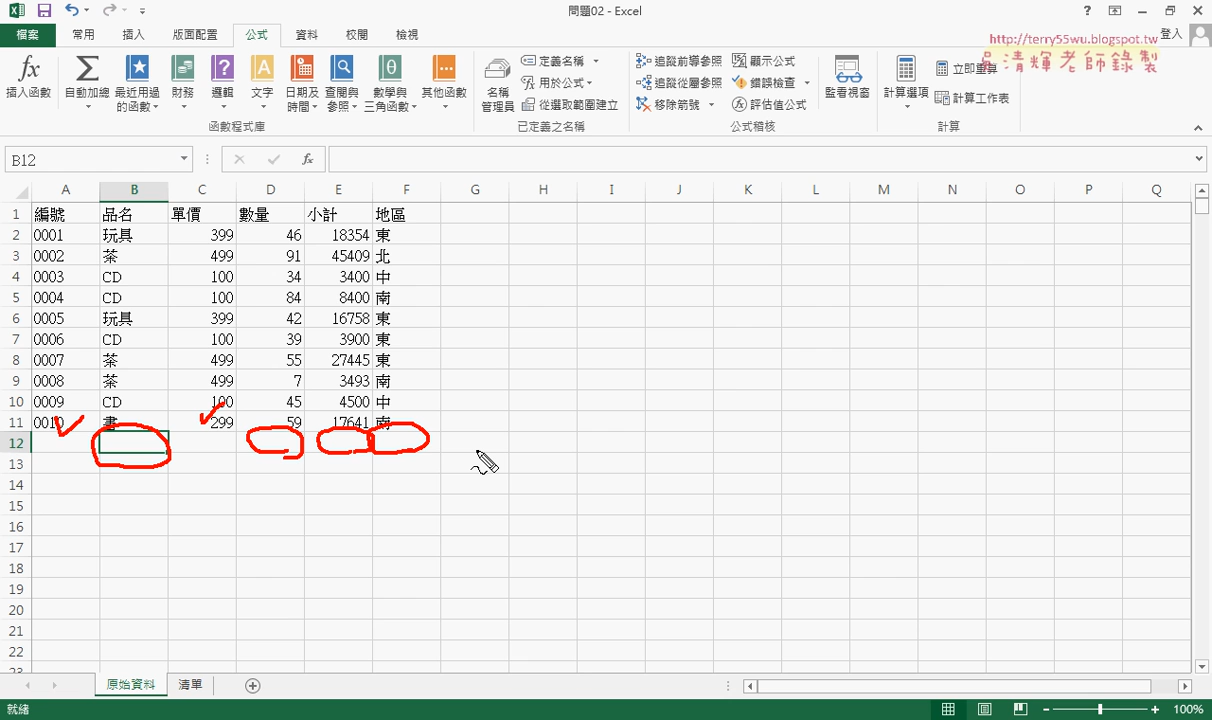 問題02 - Excel
檔案 常用 插入 版面配置 公式 資料 校閱 檢視 登入
http://terry55wu.blogspot.tw
吳清輝老師錄製
插入函數 自動加總 最近用過的函數 財務 邏輯 文字 日期及時間 查閱與參照 數學與三角函數 其他函數
函數程式庫
名稱管理員 定義名稱 用於公式 從選取範圍建立
已定義之名稱
追蹤前導參照 追蹤從屬參照 移除箭號 顯示公式 錯誤檢查 評估值公式
公式稽核
監看視窗
計算選項 立即重算 計算工作表
計算
B12 fx
A B C D E F G H I J K L M N O P Q
1 編號 品名 單價 數量 小計 地區
2 0001 玩具 399 46 18354 東
3 0002 茶 499 91 45409 北
4 0003 CD 100 34 3400 中
5 0004 CD 100 84 8400 南
6 0005 玩具 399 42 16758 東
7 0006 CD 100 39 3900 東
8 0007 茶 499 55 27445 東
9 0008 茶 499 7 3493 南
10 0009 CD 100 45 4500 中
11 0010 書 299 59 17641 南
12
13
14
15
16
17
18
19
20
21
22
23
原始資料 清單
就緒 100%